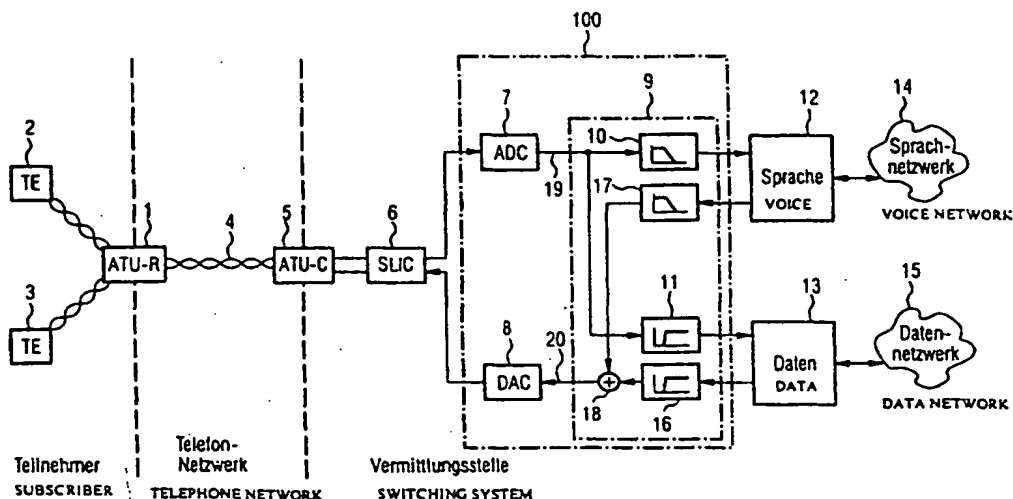 100
9
7
12
14
2
10
ADC
Sprach-
netzwerk
TE
17
Sprache
VOICE
19
1
4
5
6
VOICE NETWORK
ATU-R
ATU-C
SLIC
3
11
13
15
TE
8
20
Daten-
netzwerk
DAC
Daten
DATA
18
16
DATA NETWORK
Teilnehmer
SUBSCRIBER
Telefon-
Netzwerk
TELEPHONE NETWORK
Vermittlungsstelle
SWITCHING SYSTEM